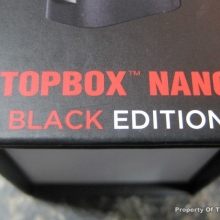 TOPBOX™ NANO
BLACK EDITION
Property Of T